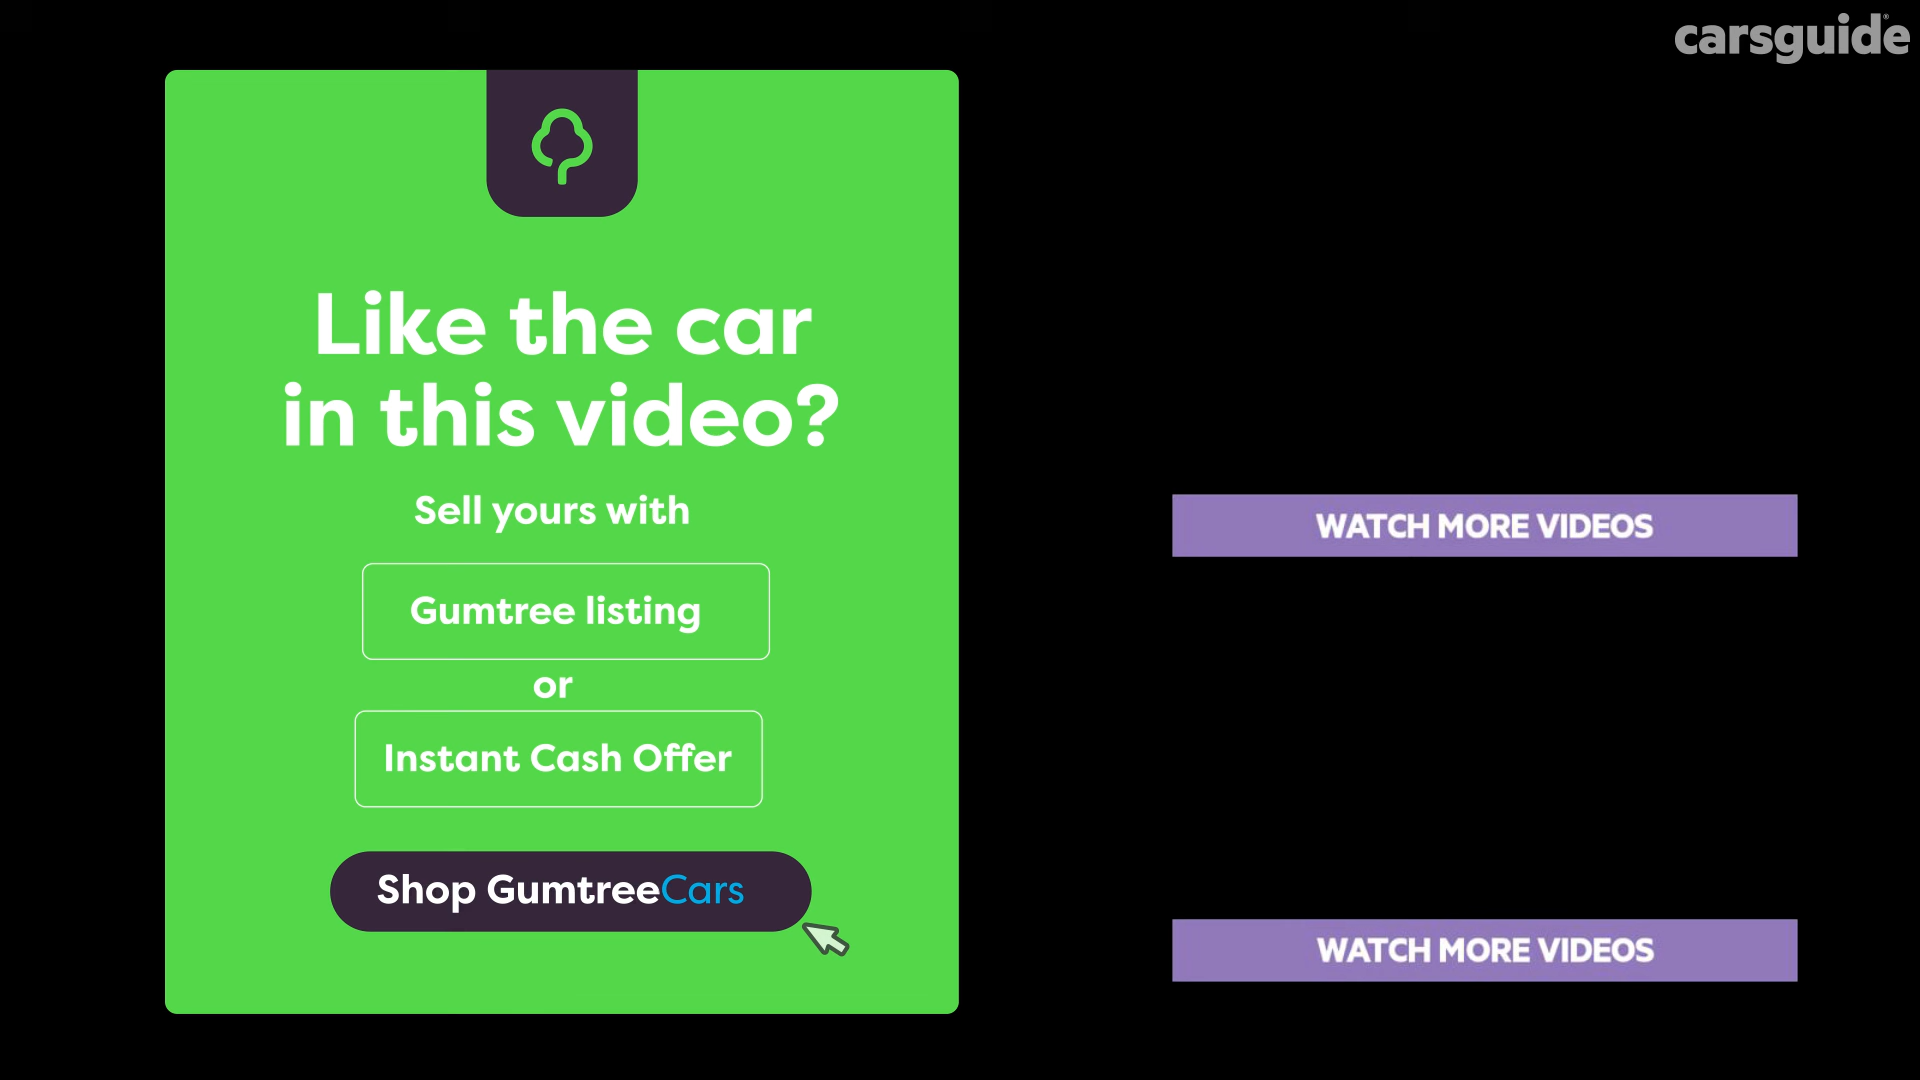 carsguide
Like the car
in this video?
Sell yours with
Gumtree listing
or
Instant Cash Offer
Shop GumtreeCars
WATCH MORE VIDEOS
WATCH MORE VIDEOS